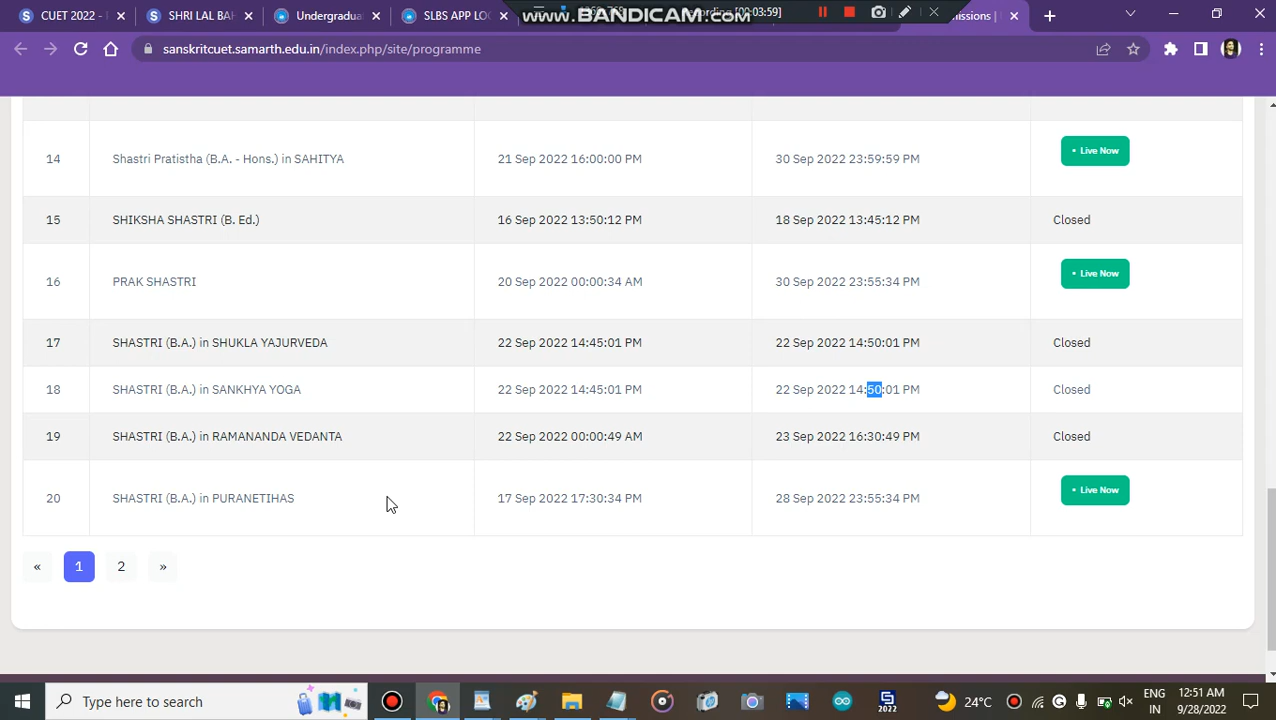 CUET 2022 -
SHRI LAL BAH
Undergradua
SLBS APP LO
www.BANDICAM.com
[00:03:59]
missions |
sanskritcuet.samarth.edu.in/index.php/site/programme
14 Shastri Pratistha (B.A. - Hons.) in SAHITYA 21 Sep 2022 16:00:00 PM 30 Sep 2022 23:59:59 PM • Live Now
15 SHIKSHA SHASTRI (B. Ed.) 16 Sep 2022 13:50:12 PM 18 Sep 2022 13:45:12 PM Closed
16 PRAK SHASTRI 20 Sep 2022 00:00:34 AM 30 Sep 2022 23:55:34 PM • Live Now
17 SHASTRI (B.A.) in SHUKLA YAJURVEDA 22 Sep 2022 14:45:01 PM 22 Sep 2022 14:50:01 PM Closed
18 SHASTRI (B.A.) in SANKHYA YOGA 22 Sep 2022 14:45:01 PM 22 Sep 2022 14:50:01 PM Closed
19 SHASTRI (B.A.) in RAMANANDA VEDANTA 22 Sep 2022 00:00:49 AM 23 Sep 2022 16:30:49 PM Closed
20 SHASTRI (B.A.) in PURANETIHAS 17 Sep 2022 17:30:34 PM 28 Sep 2022 23:55:34 PM • Live Now
« 1 2 »
Type here to search
2022
24°C
ENG
IN
12:51 AM
9/28/2022